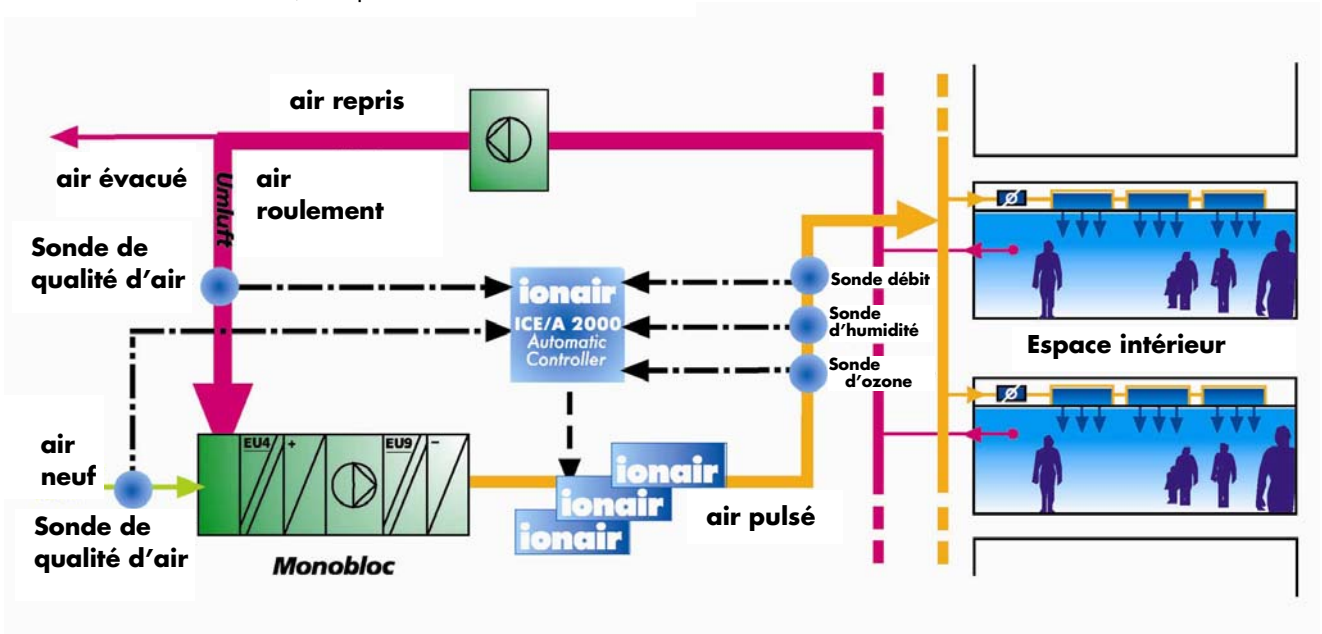 air repris
air évacué
Umluft
air
roulement
Sonde de
qualité d'air
ionair
ICE/A 2000
Automatic
Controller
Sonde débit
Sonde
d'humidité
Sonde
d'ozone
Espace intérieur
air
neuf
EU4
+
EU9
-
ionair
ionair
ionair
air pulsé
Sonde de
qualité d'air
Monobloc